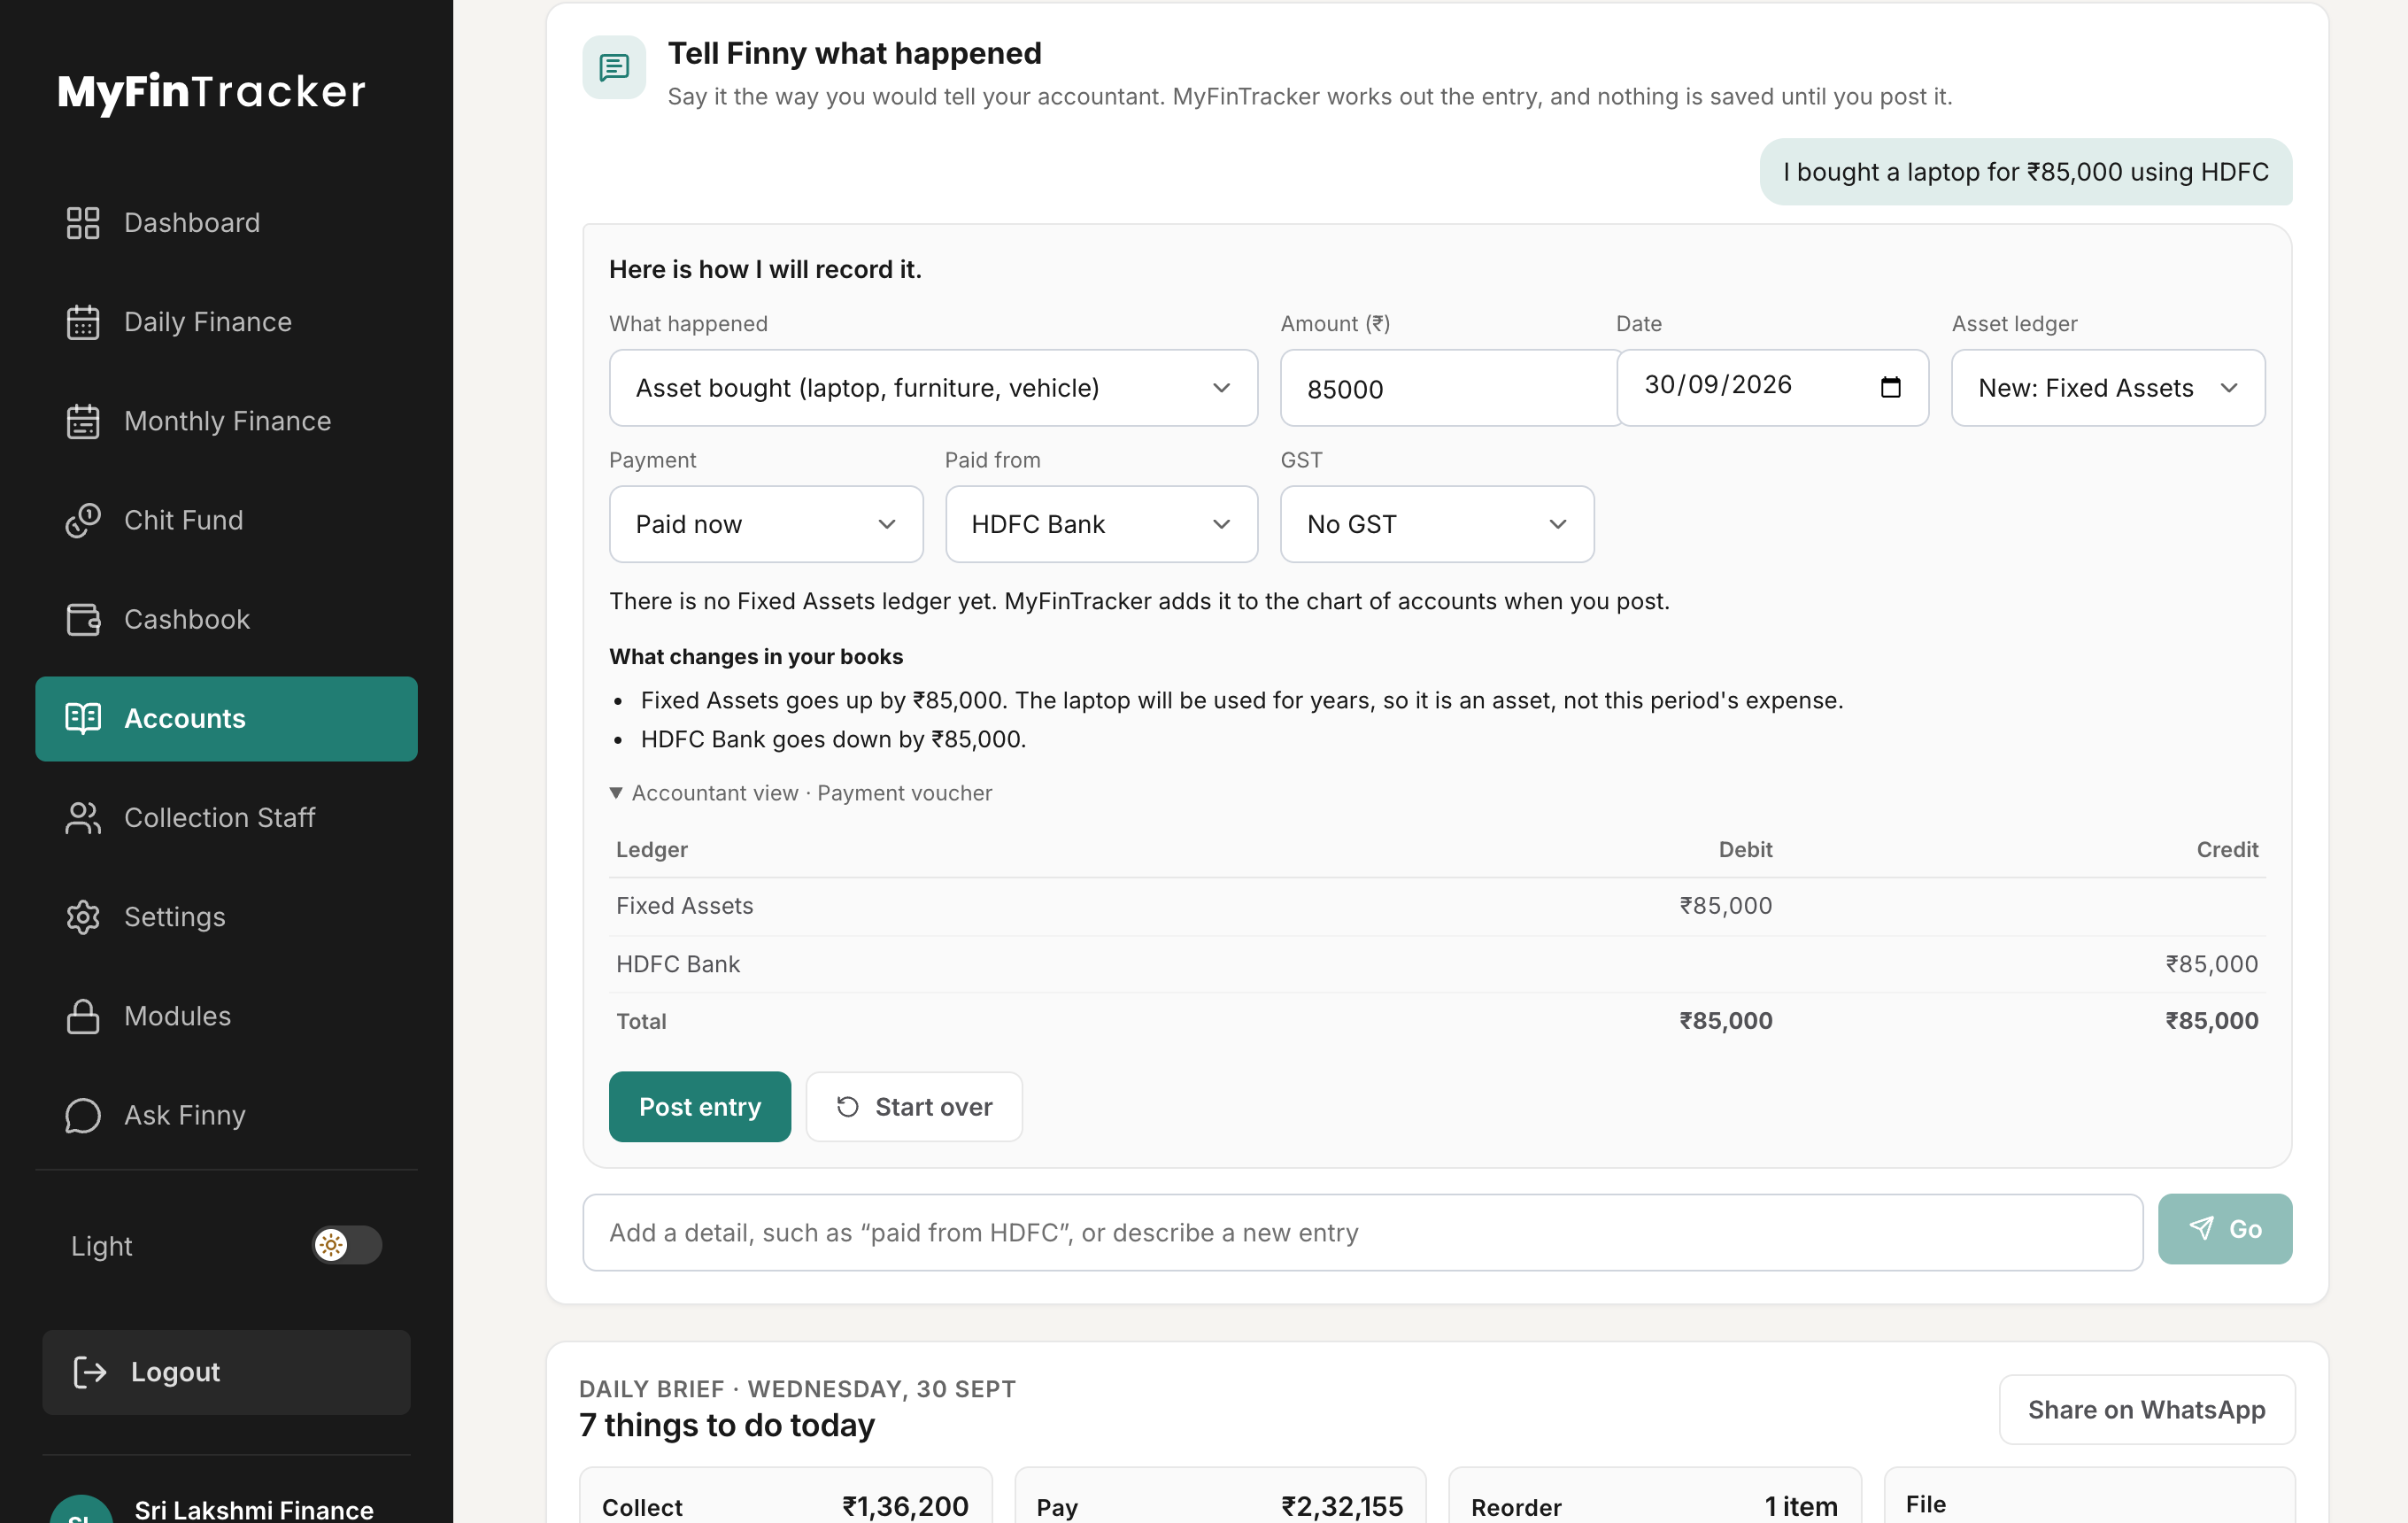 MyFinTracker
Dashboard
Daily Finance
Monthly Finance
Chit Fund
Cashbook
Accounts
Collection Staff
Settings
Modules
Ask Finny
Light
Logout
Sri Lakshmi Finance
Tell Finny what happened
Say it the way you would tell your accountant. MyFinTracker works out the entry, and nothing is saved until you post it.
I bought a laptop for ₹85,000 using HDFC
Here is how I will record it.
What happened Amount (₹) Date Asset ledger
Asset bought (laptop, furniture, vehicle) 85000 30/09/2026 New: Fixed Assets
Payment Paid from GST
Paid now HDFC Bank No GST
There is no Fixed Assets ledger yet. MyFinTracker adds it to the chart of accounts when you post.
What changes in your books
• Fixed Assets goes up by ₹85,000. The laptop will be used for years, so it is an asset, not this period's expense.
• HDFC Bank goes down by ₹85,000.
▼ Accountant view · Payment voucher
Ledger Debit Credit
Fixed Assets ₹85,000
HDFC Bank ₹85,000
Total ₹85,000 ₹85,000
Post entry Start over
Add a detail, such as “paid from HDFC”, or describe a new entry Go
DAILY BRIEF · WEDNESDAY, 30 SEPT
7 things to do today
Share on WhatsApp
Collect ₹1,36,200 Pay ₹2,32,155 Reorder 1 item File